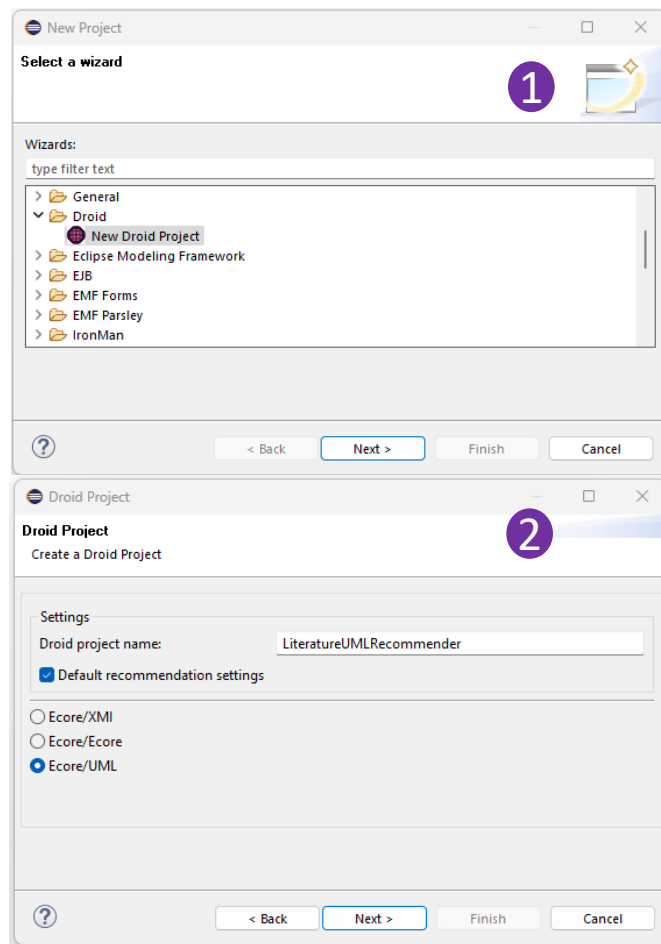 New Project
Select a wizard
1
Wizards:
type filter text
General
Droid
New Droid Project
Eclipse Modeling Framework
EJB
EMF Forms
EMF Parsley
IronMan
? < Back Next > Finish Cancel
Droid Project
Droid Project
2
Create a Droid Project
Settings
Droid project name: LiteratureUMLRecommender
Default recommendation settings
Ecore/XMI
Ecore/Ecore
Ecore/UML
? < Back Next > Finish Cancel